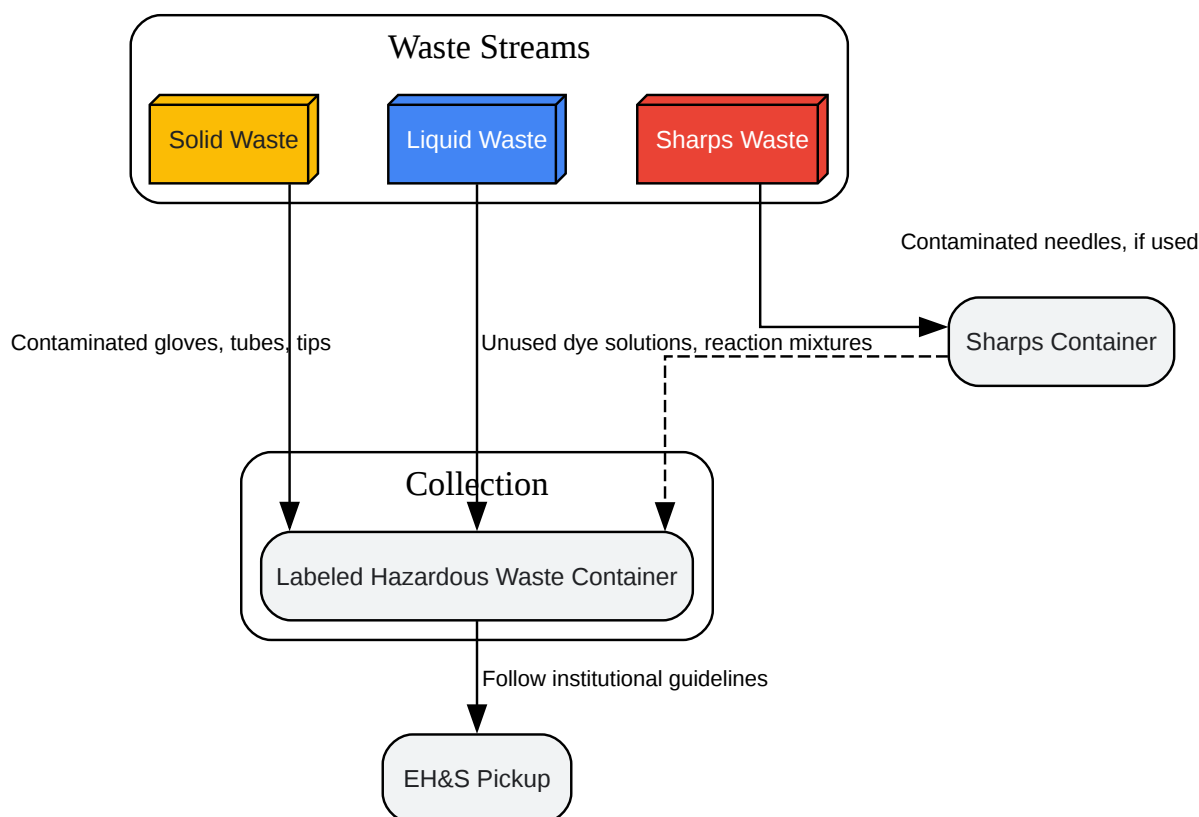 Waste Streams
Solid Waste
Liquid Waste
Sharps Waste
Contaminated needles, if used
Contaminated gloves, tubes, tips
Unused dye solutions, reaction mixtures
Sharps Container
Collection
Labeled Hazardous Waste Container
Follow institutional guidelines
EH&S Pickup